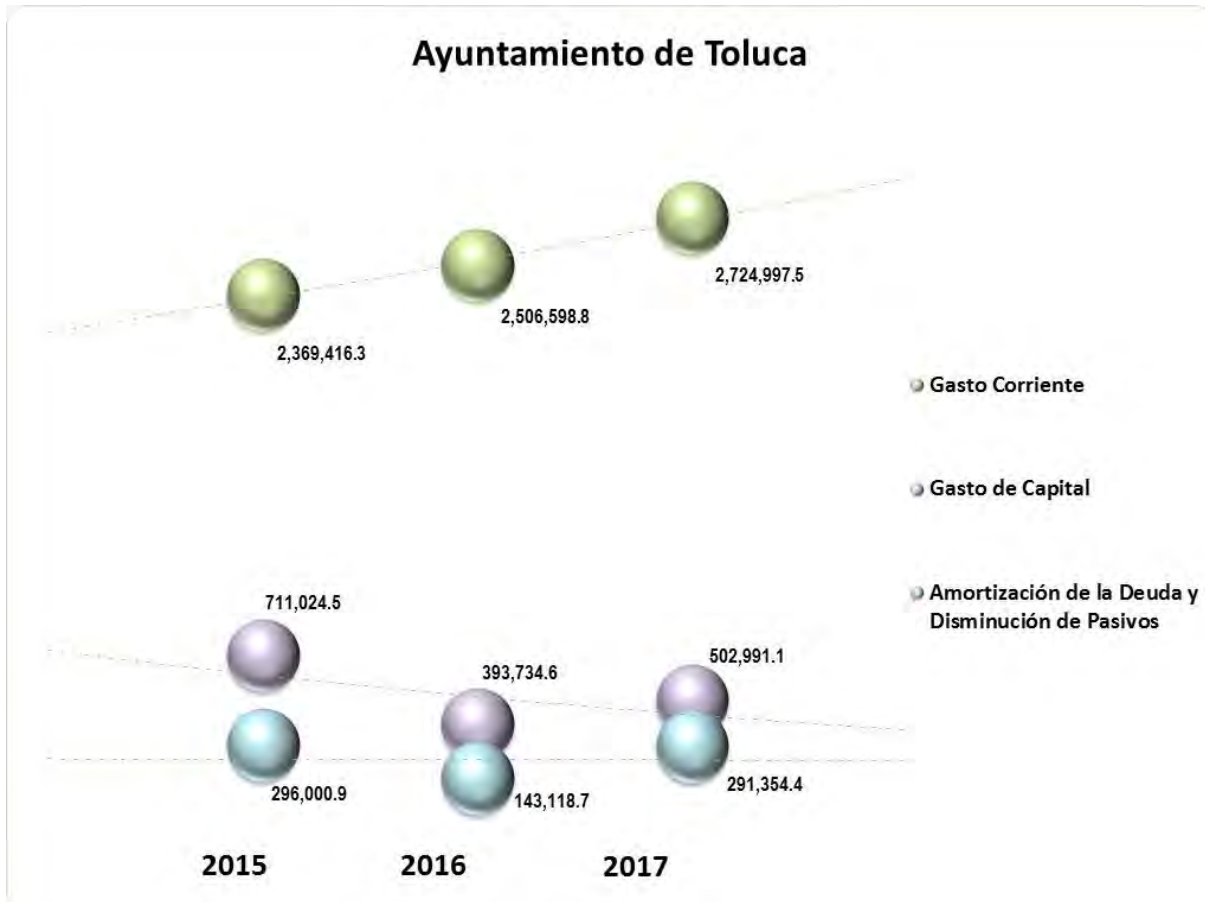 Ayuntamiento de Toluca
2,724,997.5
2,506,598.8
2,369,416.3
Gasto Corriente
Gasto de Capital
Amortización de la Deuda y
Disminución de Pasivos
711,024.5
393,734.6
502,991.1
296,000.9
143,118.7
291,354.4
2015
2016
2017